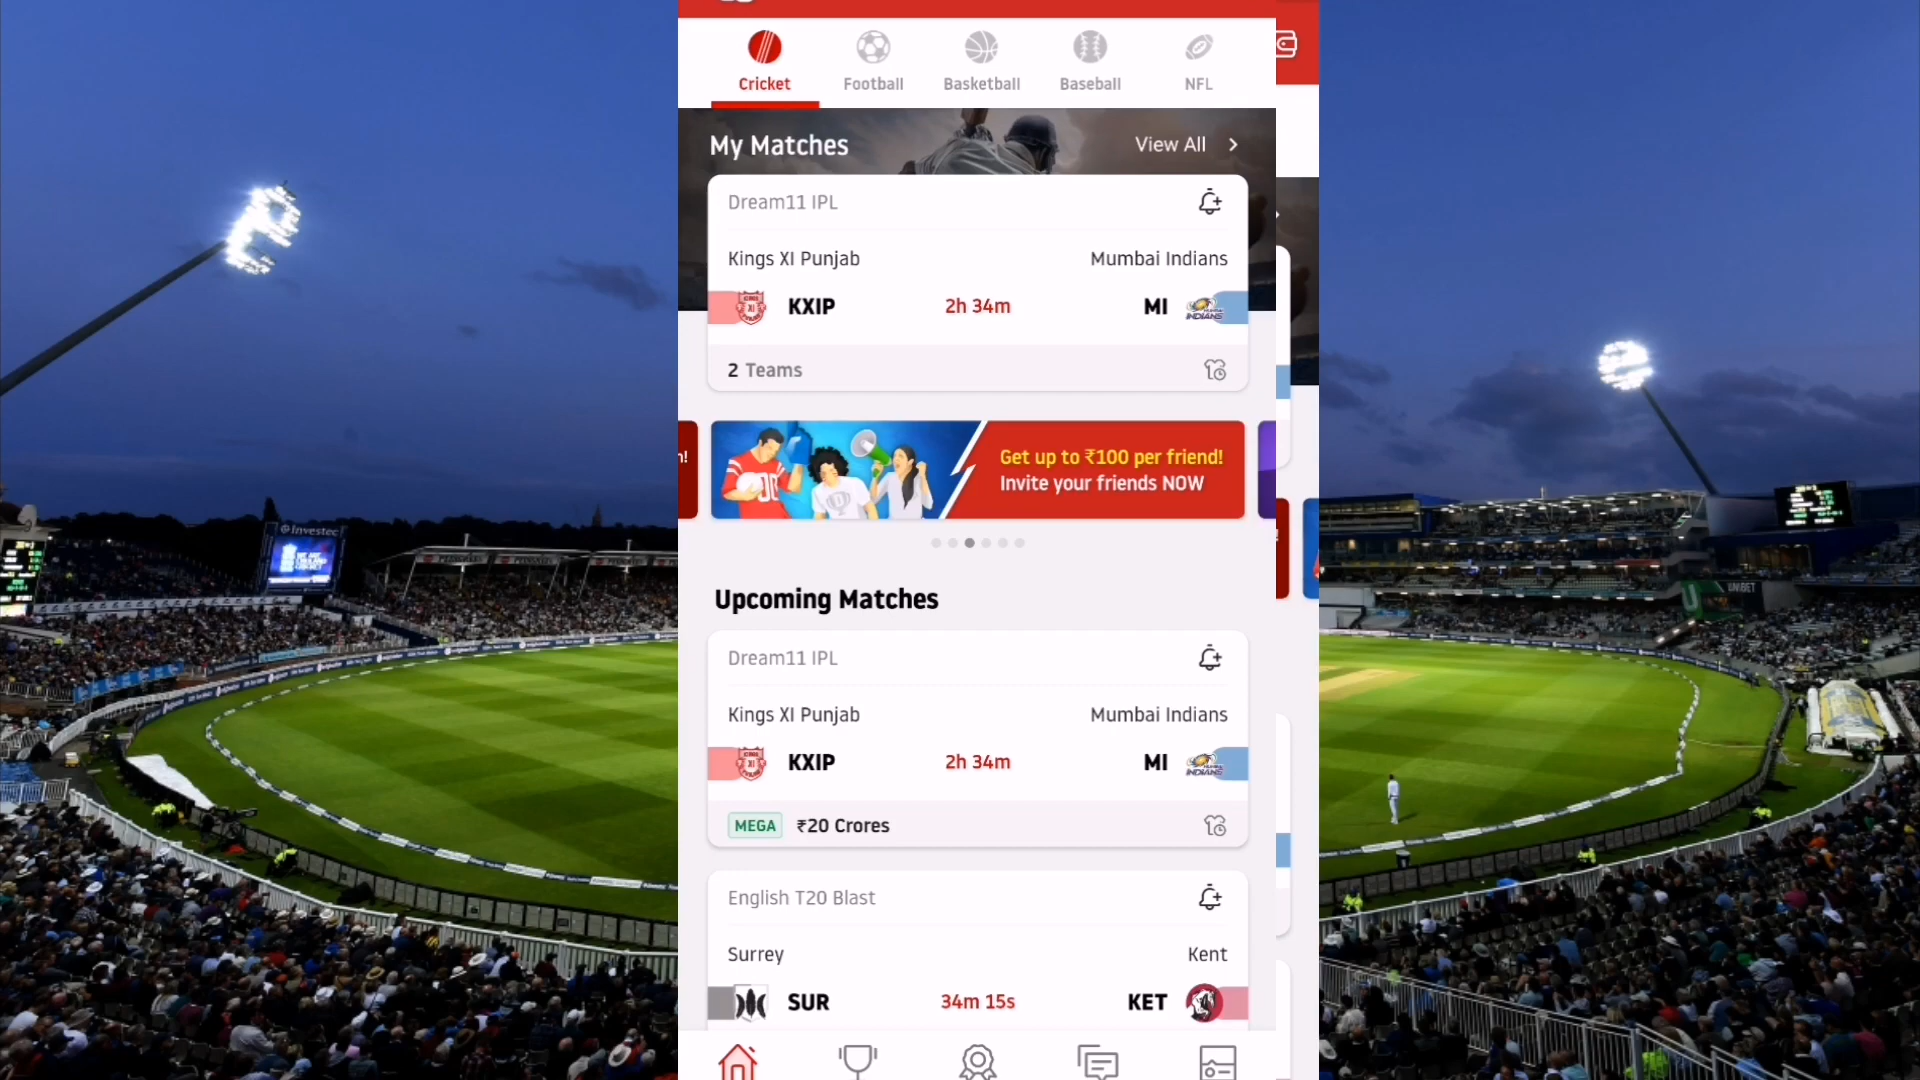 Cricket
Football
Basketball
Baseball
NFL
My Matches
View All
Dream11 IPL
Kings XI Punjab
Mumbai Indians
KXIP
2h 34m
MI
2 Teams
Get up to ₹100 per friend!
Invite your friends NOW
Upcoming Matches
Dream11 IPL
Kings XI Punjab
Mumbai Indians
KXIP
2h 34m
MI
MEGA
₹20 Crores
English T20 Blast
Surrey
Kent
SUR
34m 15s
KET
Investec
UNIBET